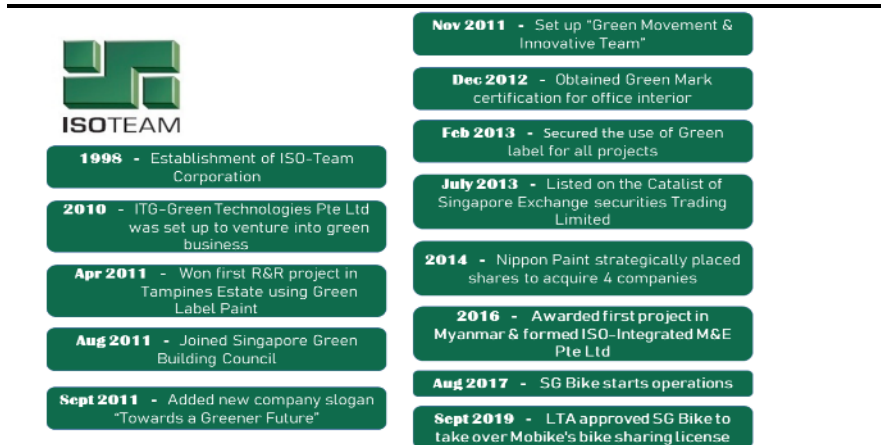 ISOTEAM
1998 - Establishment of ISO-Team
Corporation
2010 - ITG-Green Technologies Pte Ltd
was set up to venture into green
business
Apr 2011 - Won first R&R project in
Tampines Estate using Green
Label Paint
Aug 2011 - Joined Singapore Green
Building Council
Sept 2011 - Added new company slogan
"Towards a Greener Future"
Nov 2011 - Set up "Green Movement &
Innovative Team"
Dec 2012 - Obtained Green Mark
certification for office interior
Feb 2013 - Secured the use of Green
label for all projects
July 2013 - Listed on the Catalist of
Singapore Exchange securities Trading
Limited
2014 - Nippon Paint strategically placed
shares to acquire 4 companies
2016 - Awarded first project in
Myanmar & formed ISO-Integrated M&E
Pte Ltd
Aug 2017 - SG Bike starts operations
Sept 2019 - LTA approved SG Bike to
take over Mobike's bike sharing license